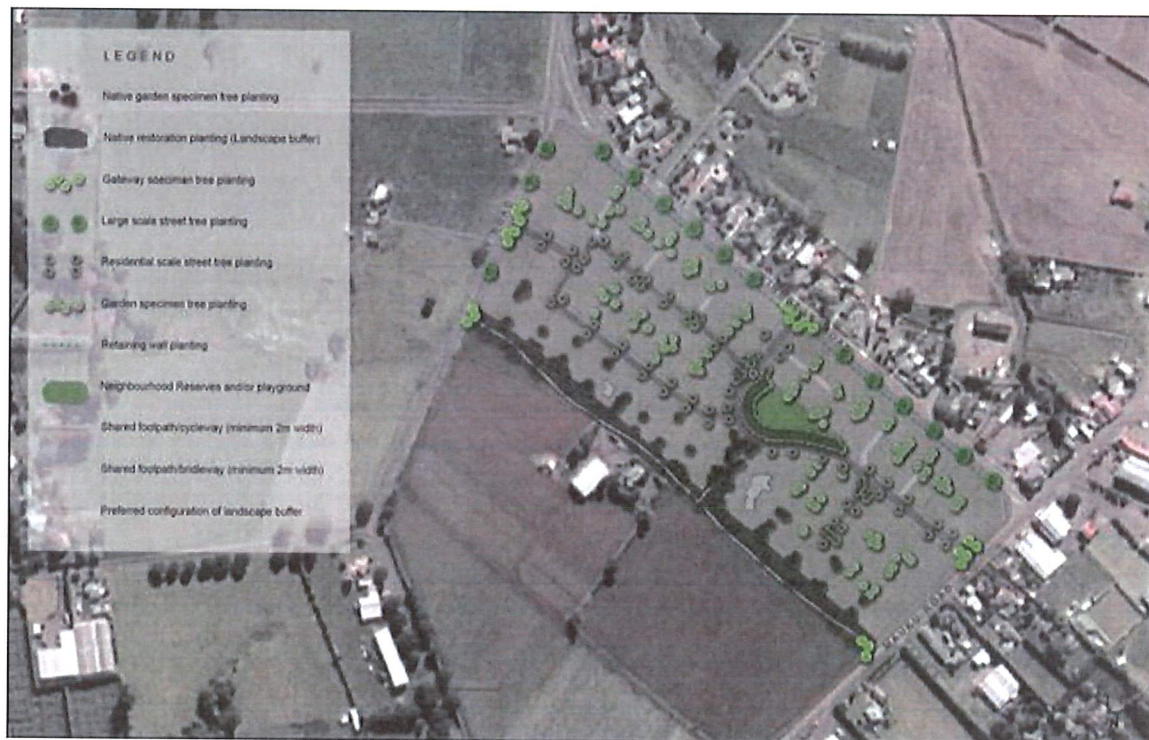 LEGEND
Native garden specimen tree planting
Native restoration planting (Landscape buffer)
Gateway specimen tree planting
Large scale street tree planting
Residential scale street tree planting
Garden specimen tree planting
Retaining wall planting
Neighbourhood Reserves and/or playground
Shared footpath/cycleway (minimum 2m width)
Shared footpath/bridleway (minimum 2m width)
Preferred configuration of landscape buffer